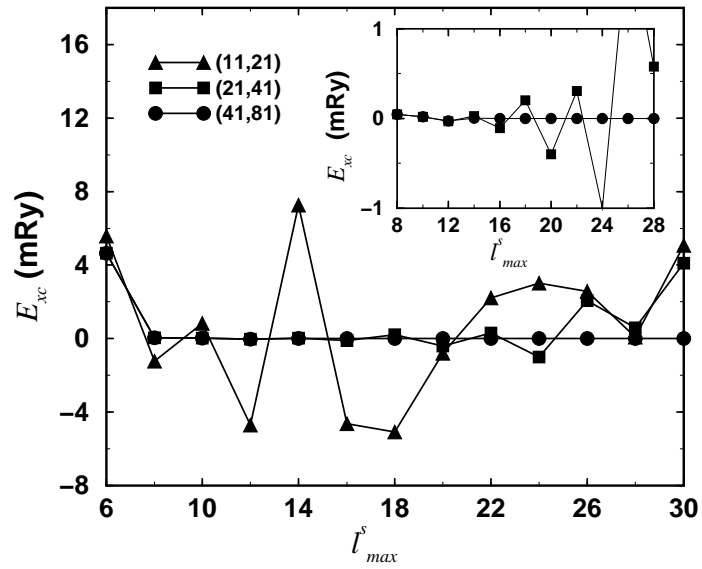 16
12
8
4
0
−4
−8
E_xc (mRy)
(11,21)
(21,41)
(41,81)
1
0
−1
E_xc (mRy)
8 12 16 20 24 28
l^s_max
6 10 14 18 22 26 30
l^s_max